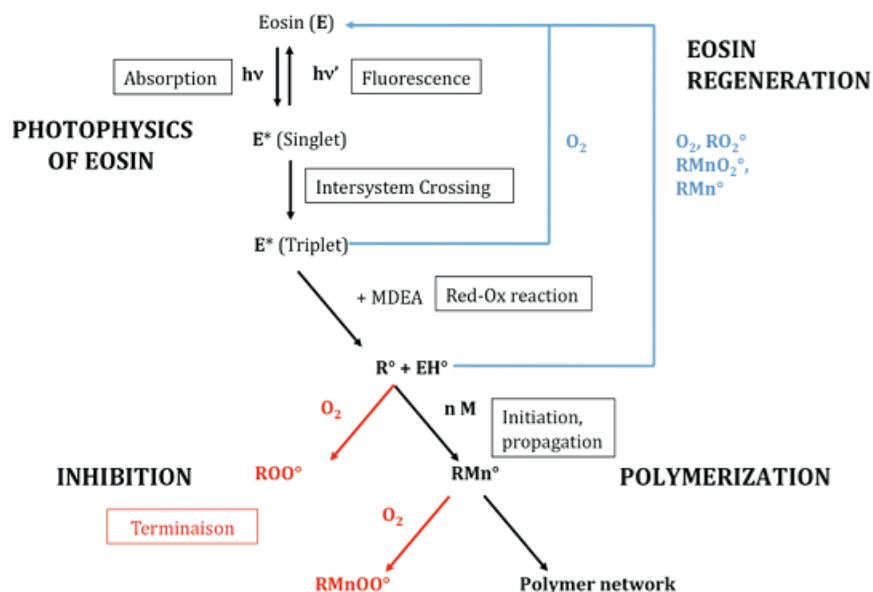 Eosin (E)
EOSIN
REGENERATION
Absorption
hν
hν'
Fluorescence
PHOTOPHYSICS
OF EOSIN
E* (Singlet)
O₂
O₂, RO₂°
RMnO₂°,
RMn°
Intersystem Crossing
E* (Triplet)
+ MDEA
Red-Ox reaction
R° + EH°
O₂
n M
Initiation,
propagation
INHIBITION
ROO°
RMn°
POLYMERIZATION
Terminaison
O₂
RMnOO°
Polymer network